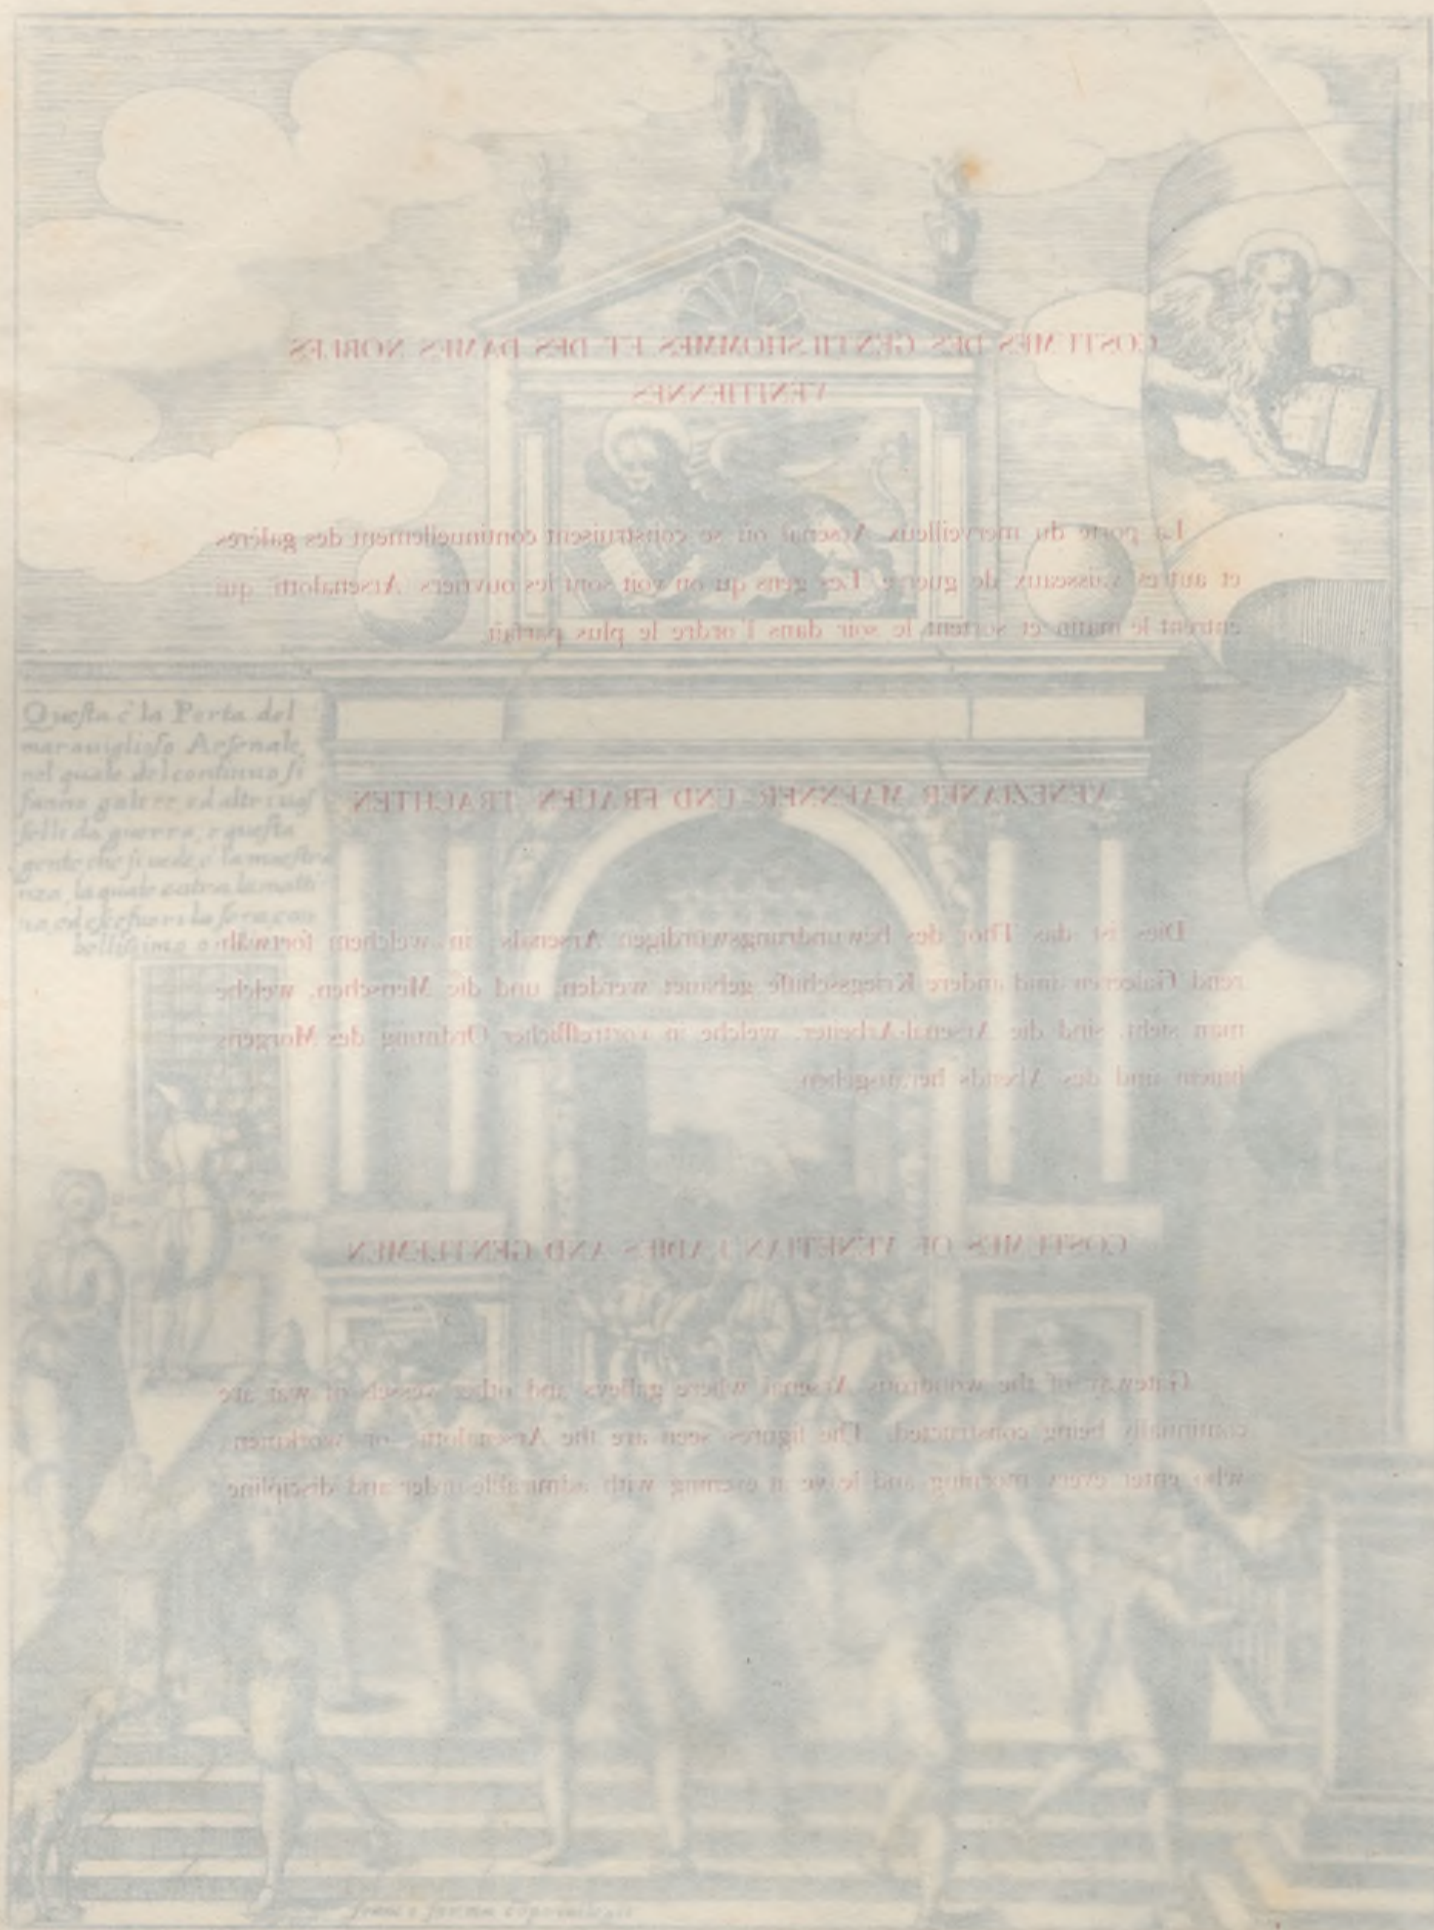 COSTUMES DES GENTILSHOMMES ET DES DAMES NOBLES
VENITIENNES
La porte du merveilleux Arsenal où se construisent continuellement des galères
et autres vaisseaux de guerre. Les gens qu'on voit sont les ouvriers Arsenalotti qui
entrent le matin et sortent le soir dans l'ordre le plus parfait.
Questa è la Porta del
marauiglioso Arsenale,
nel quale del continuo si
fanno galere ed altri uas
selli da guerra, e questa
gente che si uede, è la maestra
nza, la quale entra la matti
na ed esce fuori la sera con
bellissimo
VENEZIANER MAENNER UND FRAUEN TRACHTEN
Dies ist das Thor des bewundrungswürdigen Arsenals, in welchem fortwäh
rend Galeeren und andere Kriegsschiffe gebauet werden, und die Menschen, welche
man sieht, sind die Arsenal-Arbeiter, welche in vortrefflicher Ordnung des Morgens
hinein und des Abends herausgehen.
COSTUMES OF VENETIAN LADIES AND GENTLEMEN
Gateway of the wondrous Arsenal where galleys and other vessels of war are
continually being constructed. The figures seen are the Arsenalotti, or workmen,
who enter every morning and leave at evening with admirable order and discipline
Franco forma